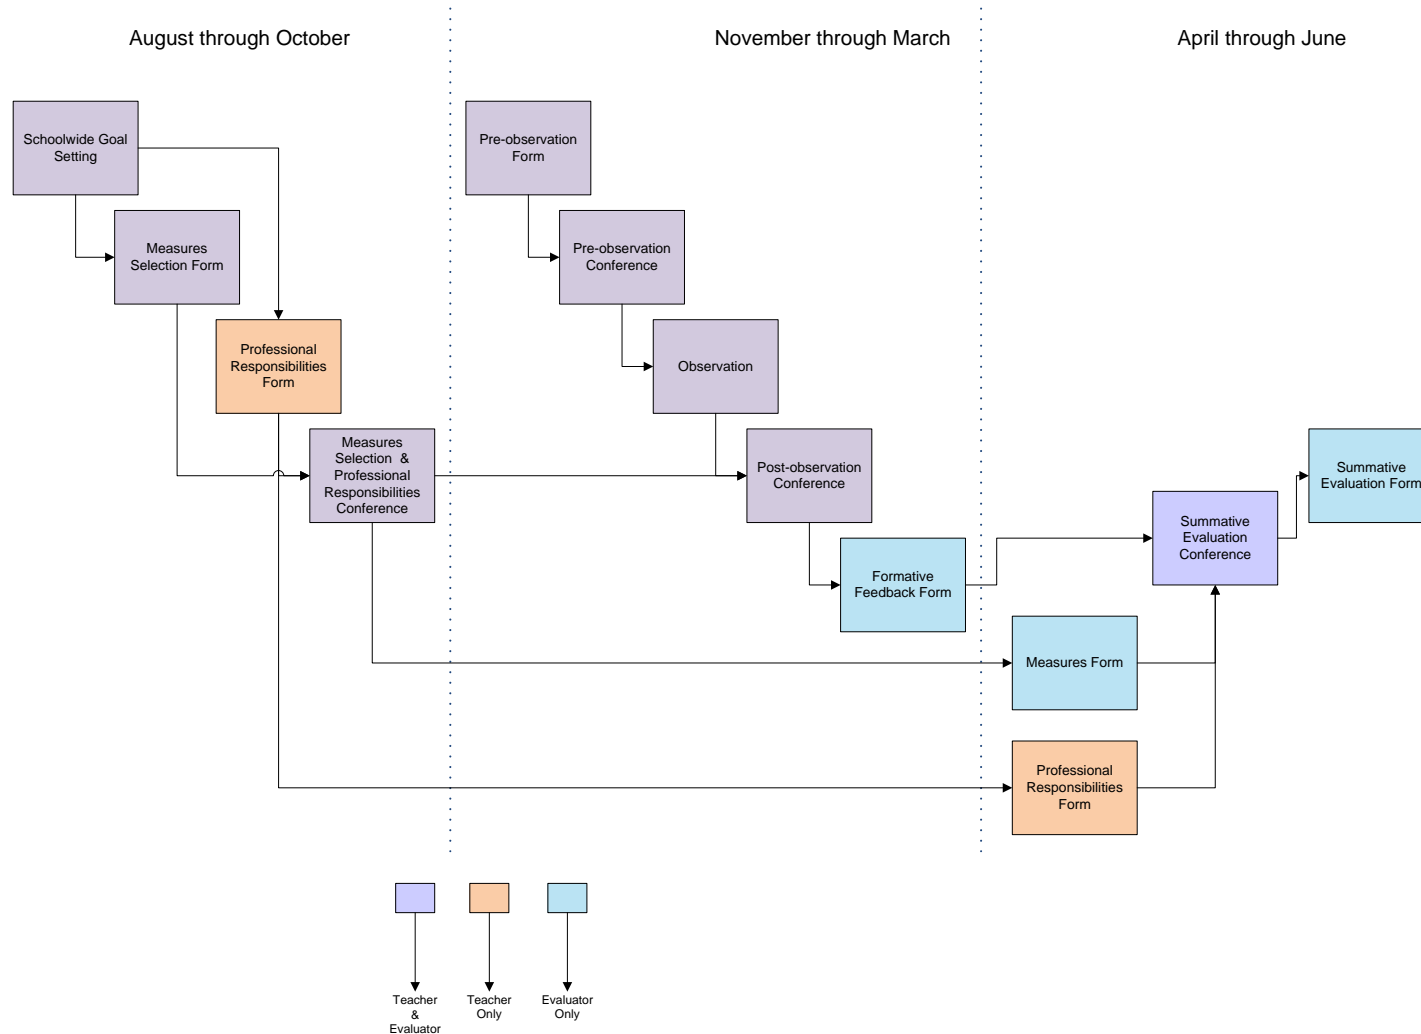 August through October
November through March
April through June
Schoolwide Goal
Setting
Measures
Selection Form
Professional
Responsibilities
Form
Measures
Selection &
Professional
Responsibilities
Conference
Pre-observation
Form
Pre-observation
Conference
Observation
Post-observation
Conference
Formative
Feedback Form
Summative
Evaluation Form
Summative
Evaluation
Conference
Measures Form
Professional
Responsibilities
Form
Teacher
&
Evaluator
Teacher
Only
Evaluator
Only